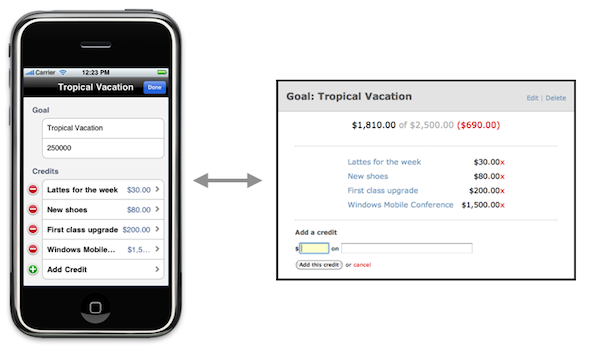 Carrier 12:23 PM
Tropical Vacation Done
Goal
Tropical Vacation
250000
Credits
Lattes for the week $30.00
New shoes $80.00
First class upgrade $200.00
Windows Mobile... $1,5...
Add Credit
Goal: Tropical Vacation Edit | Delete
$1,810.00 of $2,500.00 ($690.00)
Lattes for the week $30.00x
New shoes $80.00x
First class upgrade $200.00x
Windows Mobile Conference $1,500.00x
Add a credit
$ on
Add this credit or cancel